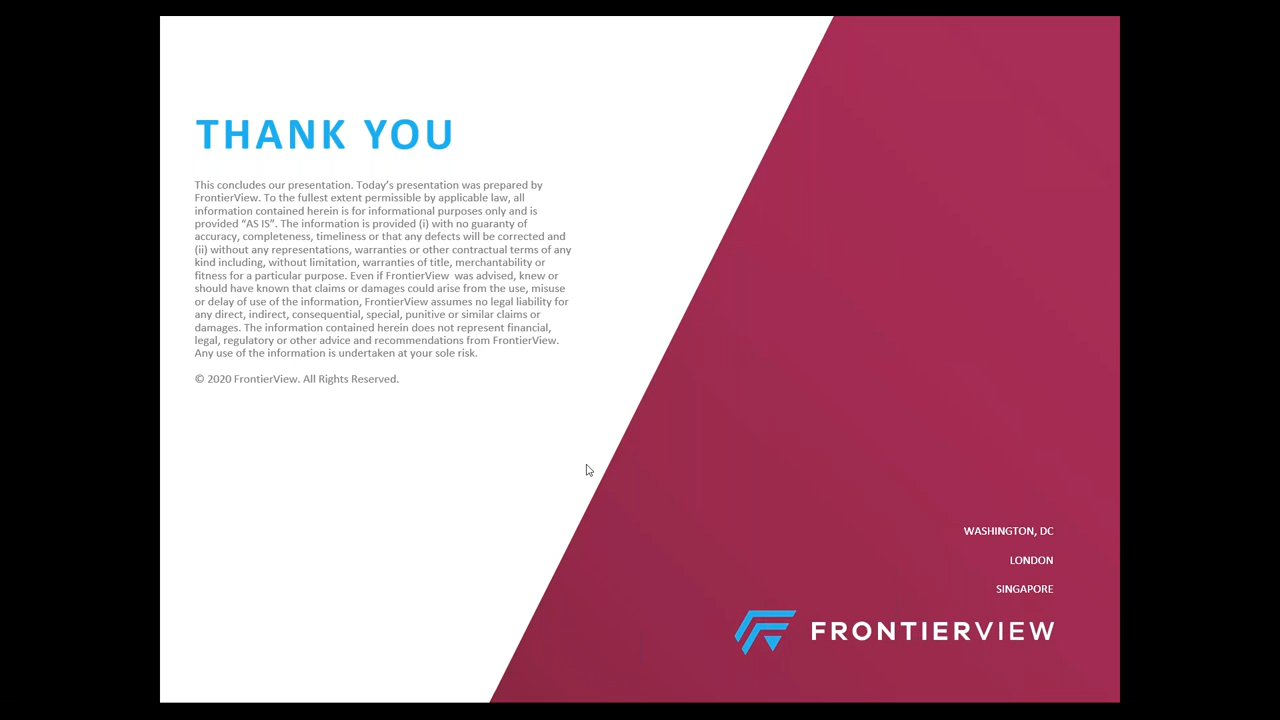 THANK YOU
This concludes our presentation. Today’s presentation was prepared by
FrontierView. To the fullest extent permissible by applicable law, all
information contained herein is for informational purposes only and is
provided “AS IS”. The information is provided (i) with no guaranty of
accuracy, completeness, timeliness or that any defects will be corrected and
(ii) without any representations, warranties or other contractual terms of any
kind including, without limitation, warranties of title, merchantability or
fitness for a particular purpose. Even if FrontierView  was advised, knew or
should have known that claims or damages could arise from the use, misuse
or delay of use of the information, FrontierView assumes no legal liability for
any direct, indirect, consequential, special, punitive or similar claims or
damages. The information contained herein does not represent financial,
legal, regulatory or other advice and recommendations from FrontierView.
Any use of the information is undertaken at your sole risk.
© 2020 FrontierView. All Rights Reserved.
WASHINGTON, DC
LONDON
SINGAPORE
FRONTIERVIEW